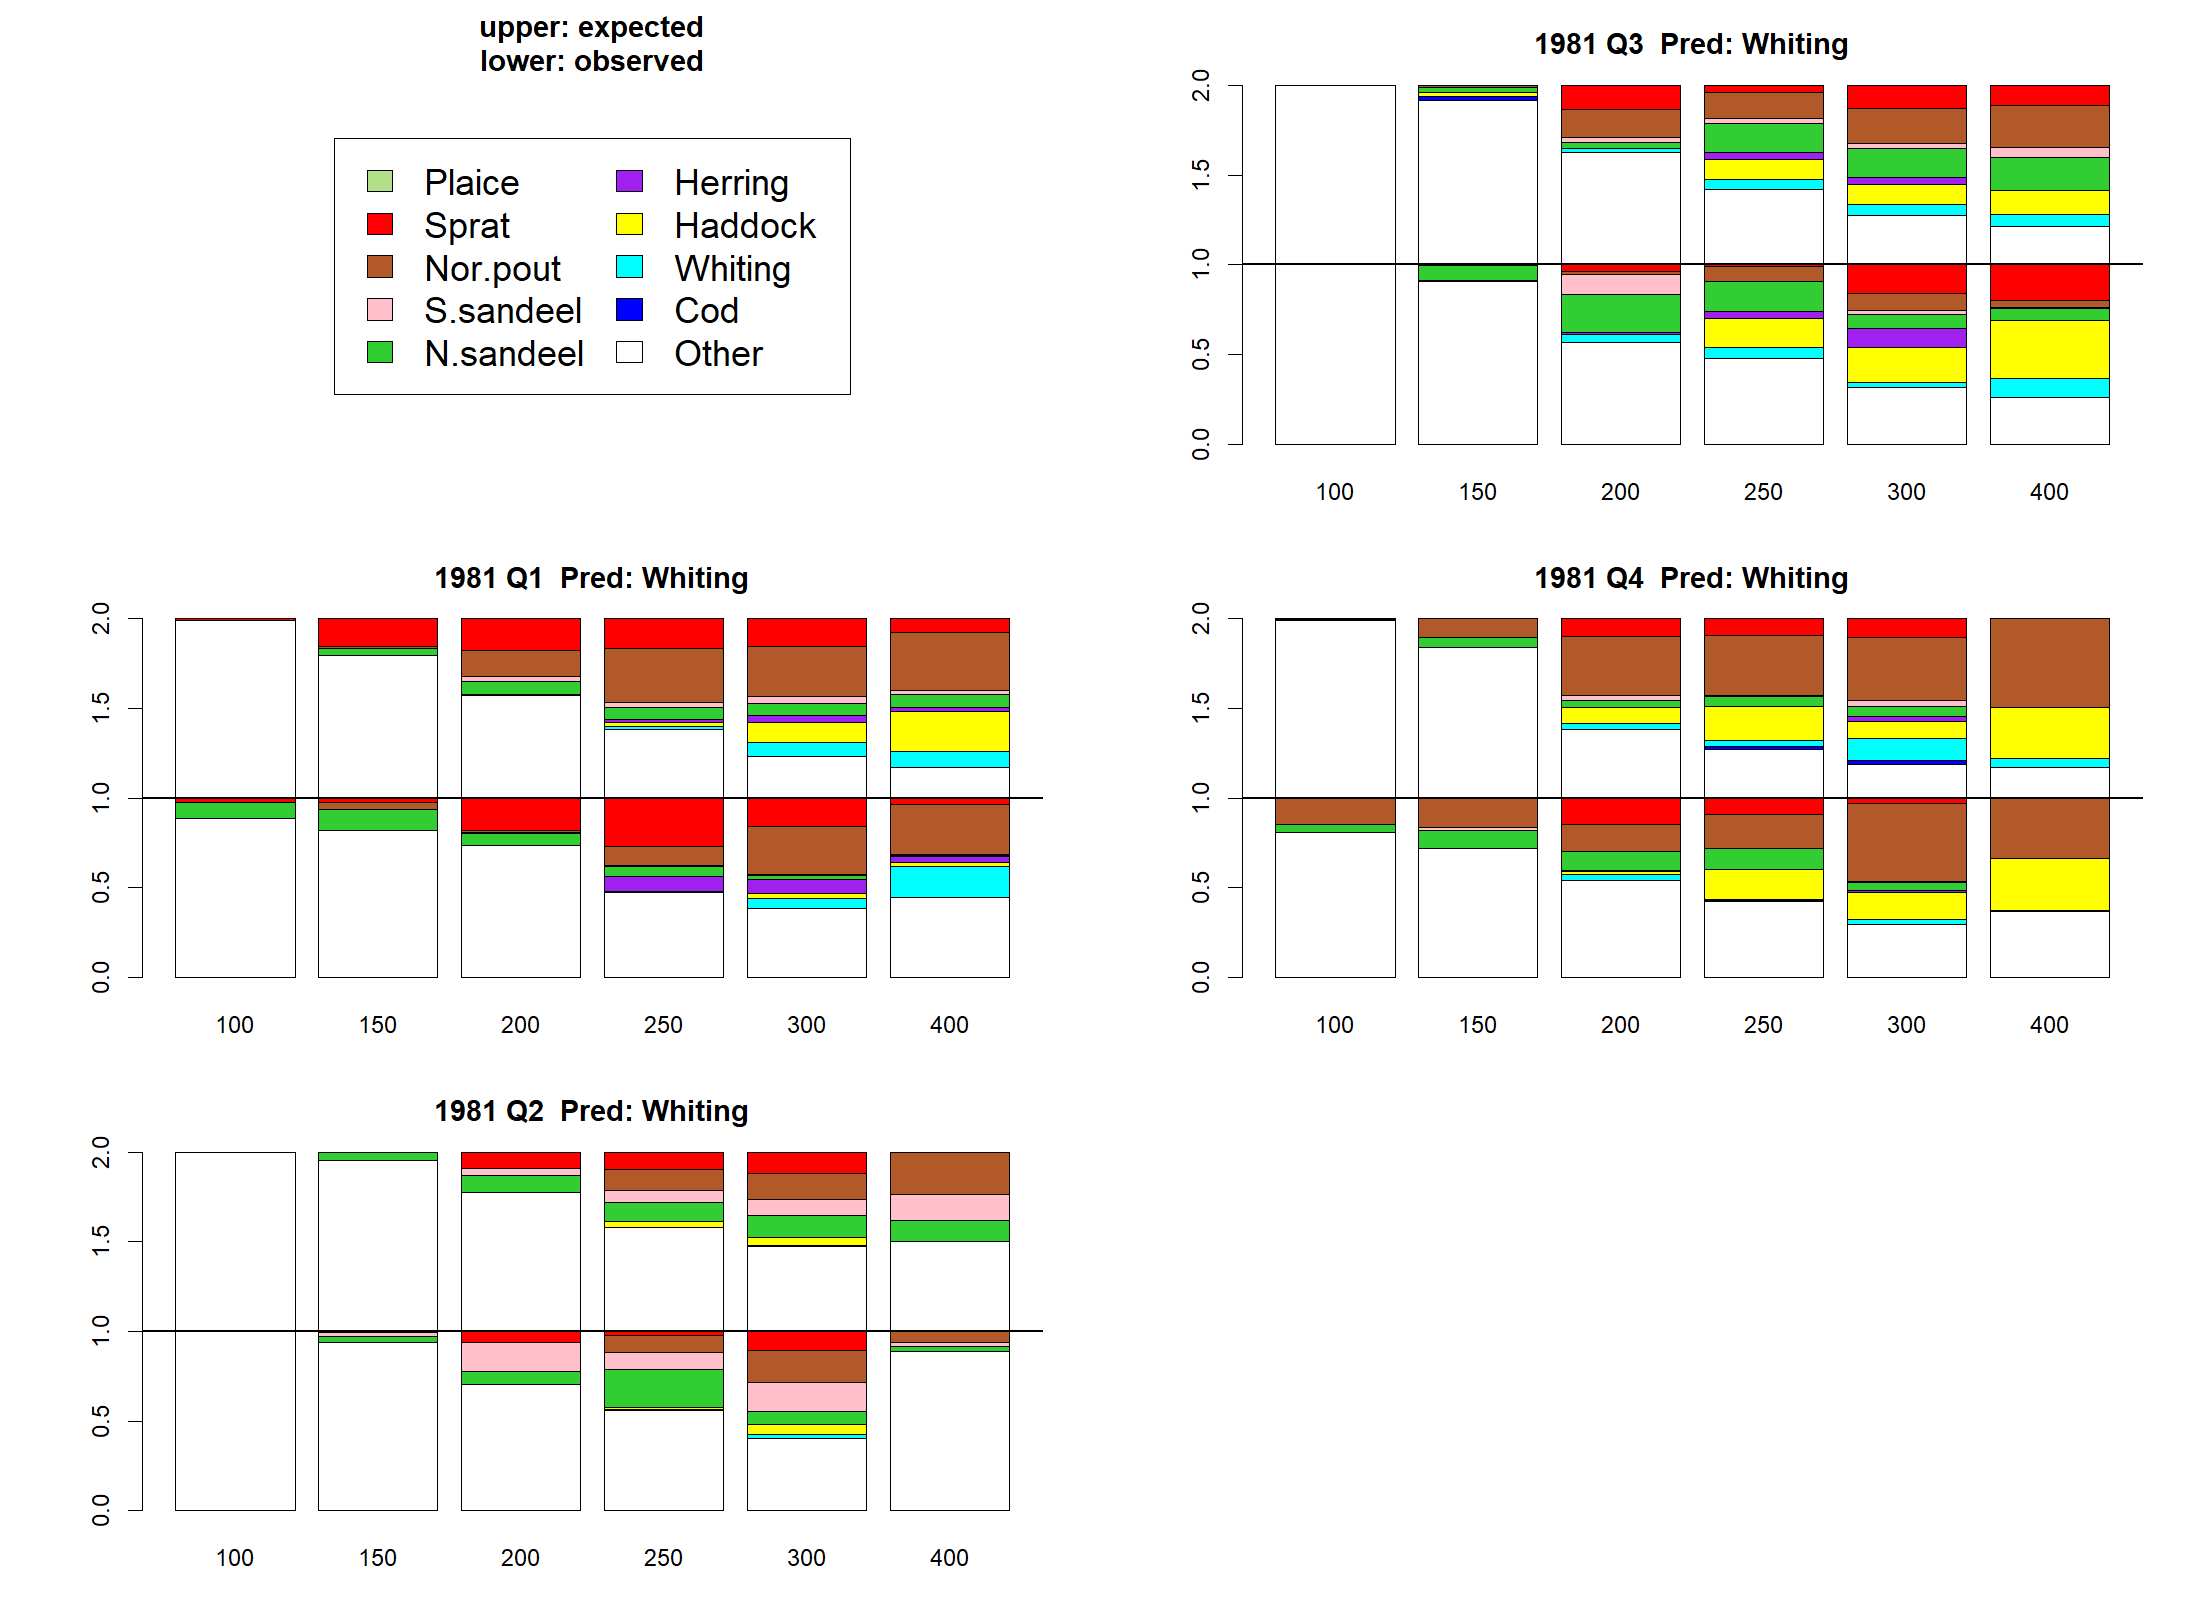 upper: expected
lower: observed
Plaice
Sprat
Nor.pout
S.sandeel
N.sandeel
Herring
Haddock
Whiting
Cod
Other
1981 Q1  Pred: Whiting
2.0
1.5
1.0
0.5
0.0
100 150 200 250 300 400
1981 Q2  Pred: Whiting
2.0
1.5
1.0
0.5
0.0
100 150 200 250 300 400
1981 Q3  Pred: Whiting
2.0
1.5
1.0
0.5
0.0
100 150 200 250 300 400
1981 Q4  Pred: Whiting
2.0
1.5
1.0
0.5
0.0
100 150 200 250 300 400